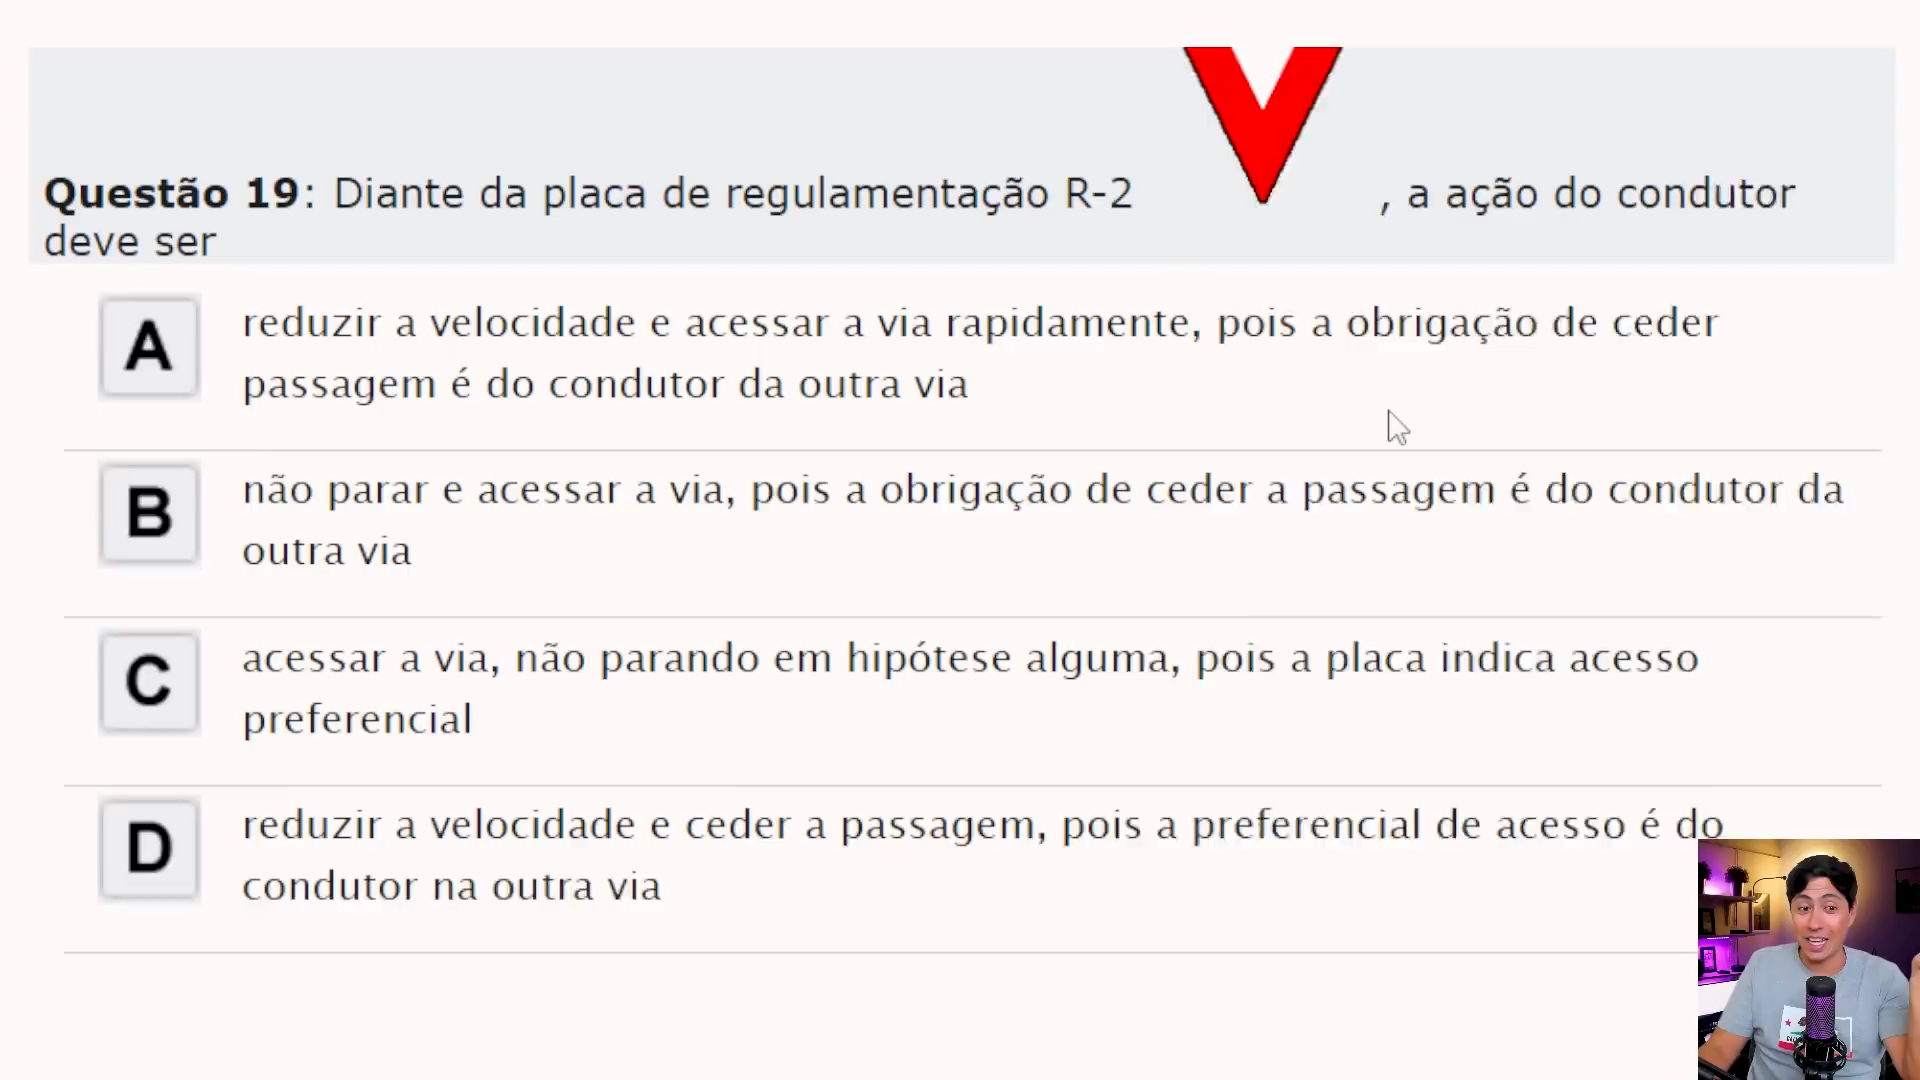 Questão 19: Diante da placa de regulamentação R-2 , a ação do condutor
deve ser
A
reduzir a velocidade e acessar a via rapidamente, pois a obrigação de ceder
passagem é do condutor da outra via
B
não parar e acessar a via, pois a obrigação de ceder a passagem é do condutor da
outra via
C
acessar a via, não parando em hipótese alguma, pois a placa indica acesso
preferencial
D
reduzir a velocidade e ceder a passagem, pois a preferencial de acesso é do
condutor na outra via